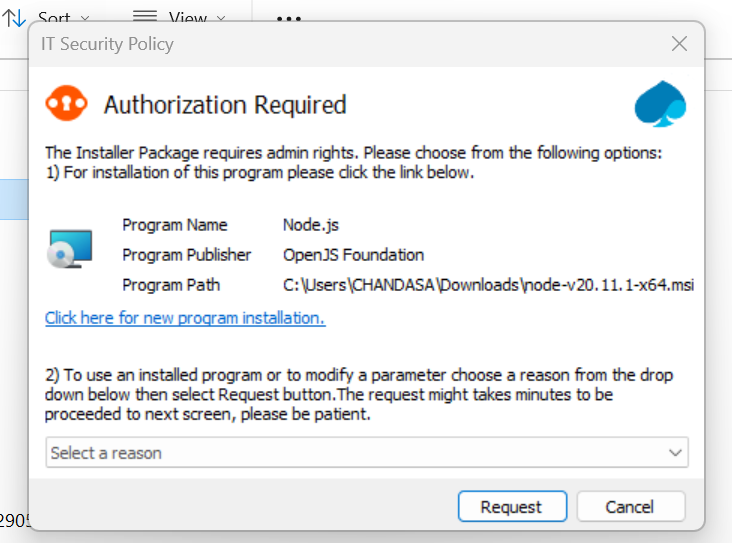 Sort
View
IT Security Policy
Authorization Required
The Installer Package requires admin rights. Please choose from the following options:
1) For installation of this program please click the link below.
Program Name Node.js
Program Publisher OpenJS Foundation
Program Path C:\Users\CHANDASA\Downloads\node-v20.11.1-x64.msi
Click here for new program installation.
2) To use an installed program or to modify a parameter choose a reason from the drop
down below then select Request button.The request might takes minutes to be
proceeded to next screen, please be patient.
Select a reason
2905
Request Cancel